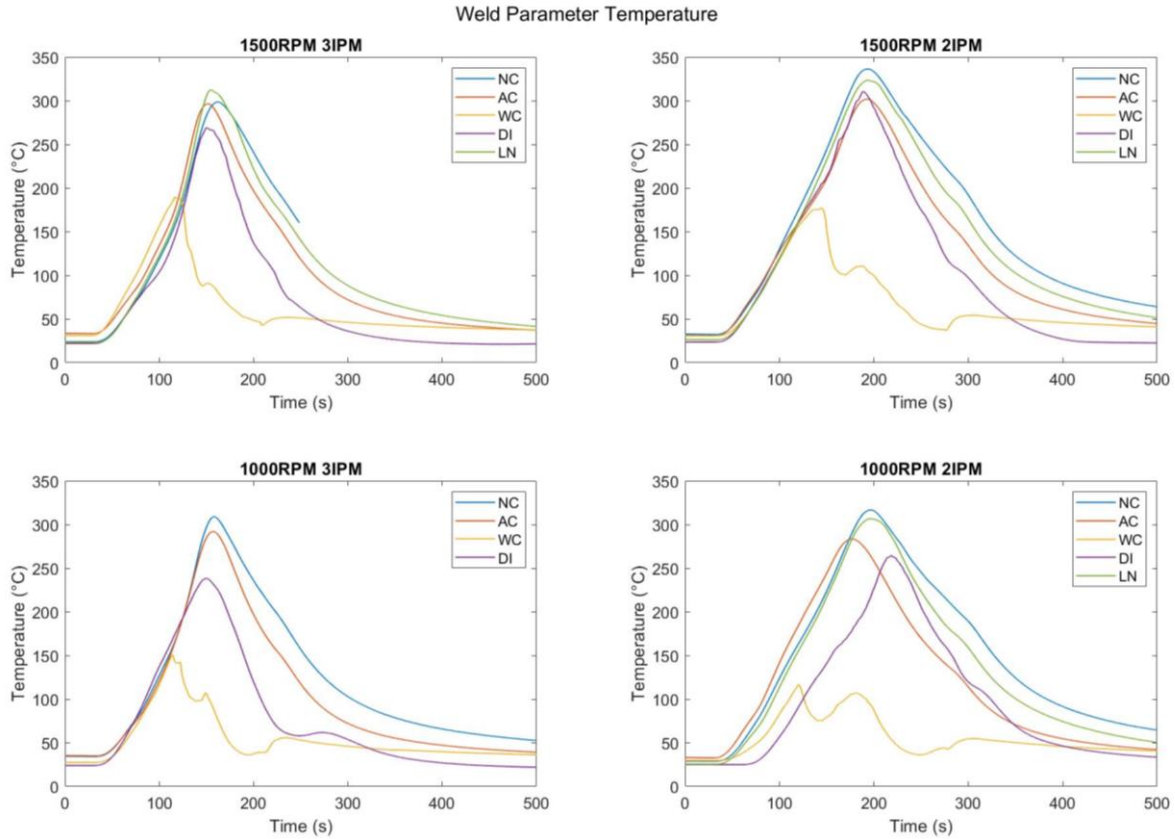 Weld Parameter Temperature
1500RPM 3IPM
350
300
250
200
150
100
50
0
Temperature (°C)
NC
AC
WC
DI
LN
0 100 200 300 400 500
Time (s)
1500RPM 2IPM
350
300
250
200
150
100
50
0
Temperature (°C)
NC
AC
WC
DI
LN
0 100 200 300 400 500
Time (s)
1000RPM 3IPM
350
300
250
200
150
100
50
0
Temperature (°C)
NC
AC
WC
DI
0 100 200 300 400 500
Time (s)
1000RPM 2IPM
350
300
250
200
150
100
50
0
Temperature (°C)
NC
AC
WC
DI
LN
0 100 200 300 400 500
Time (s)